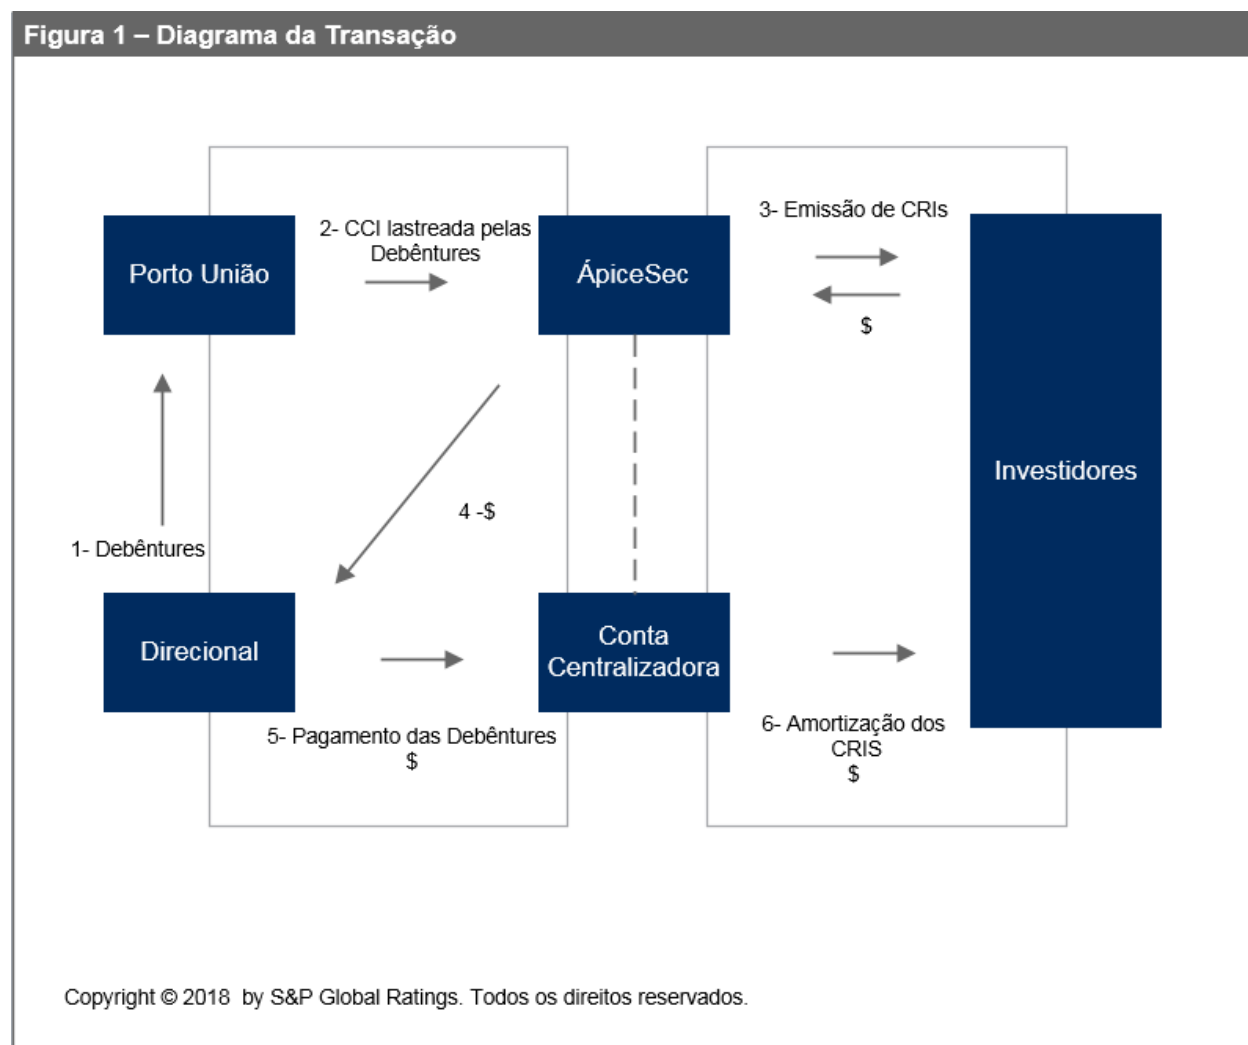 Figura 1 – Diagrama da Transação
Porto União
2- CCI lastreada pelas
Debêntures
ÁpiceSec
3- Emissão de CRIs
$
Investidores
4 -$
1- Debêntures
Direcional
Conta
Centralizadora
5- Pagamento das Debêntures
$
6- Amortização dos
CRIS
$
Copyright © 2018  by S&P Global Ratings. Todos os direitos reservados.